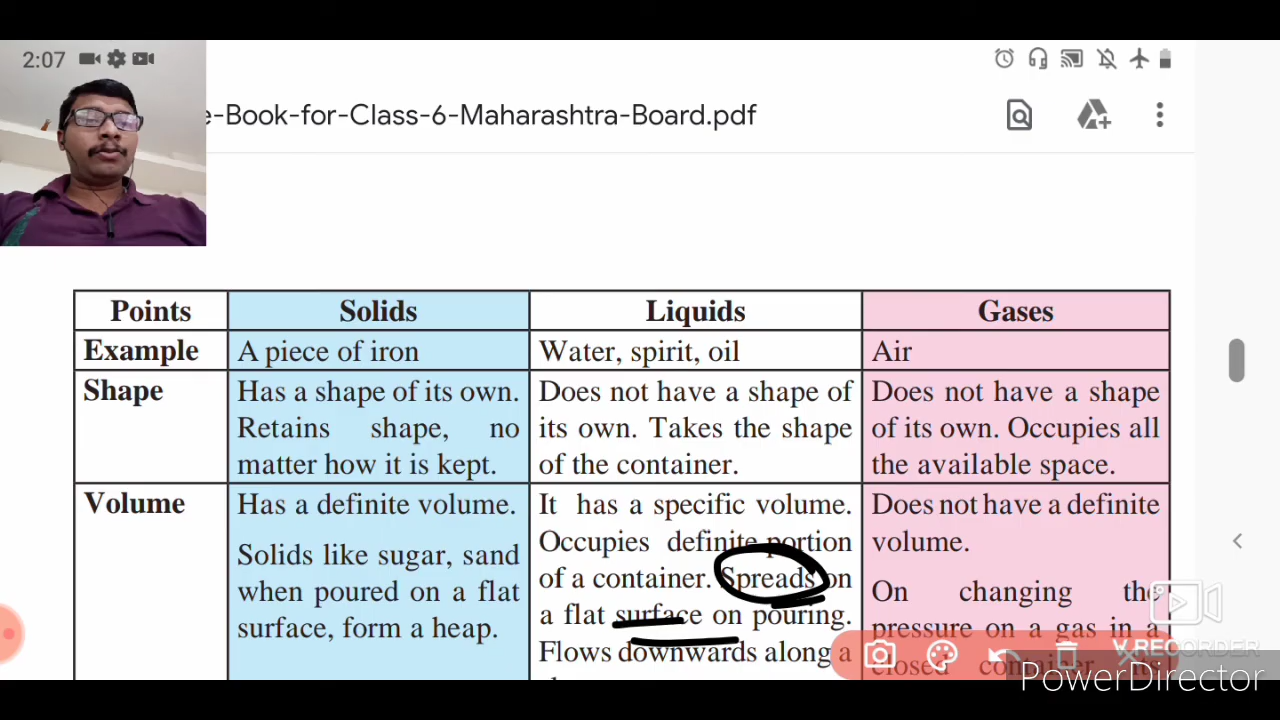 2:07
e-Book-for-Class-6-Maharashtra-Board.pdf
Points Solids Liquids Gases
Example A piece of iron Water, spirit, oil Air
Shape Has a shape of its own. Does not have a shape of Does not have a shape
Retains shape, no its own. Takes the shape of its own. Occupies all
matter how it is kept. of the container. the available space.
Volume Has a definite volume. It has a specific volume. Does not have a definite
Occupies definite portion volume.
Solids like sugar, sand of a container. Spreads on
when poured on a flat a flat surface on pouring. On changing the
surface, form a heap. Flows downwards along a pressure on a gas in a
closed container its
V RECORDER
PowerDirector